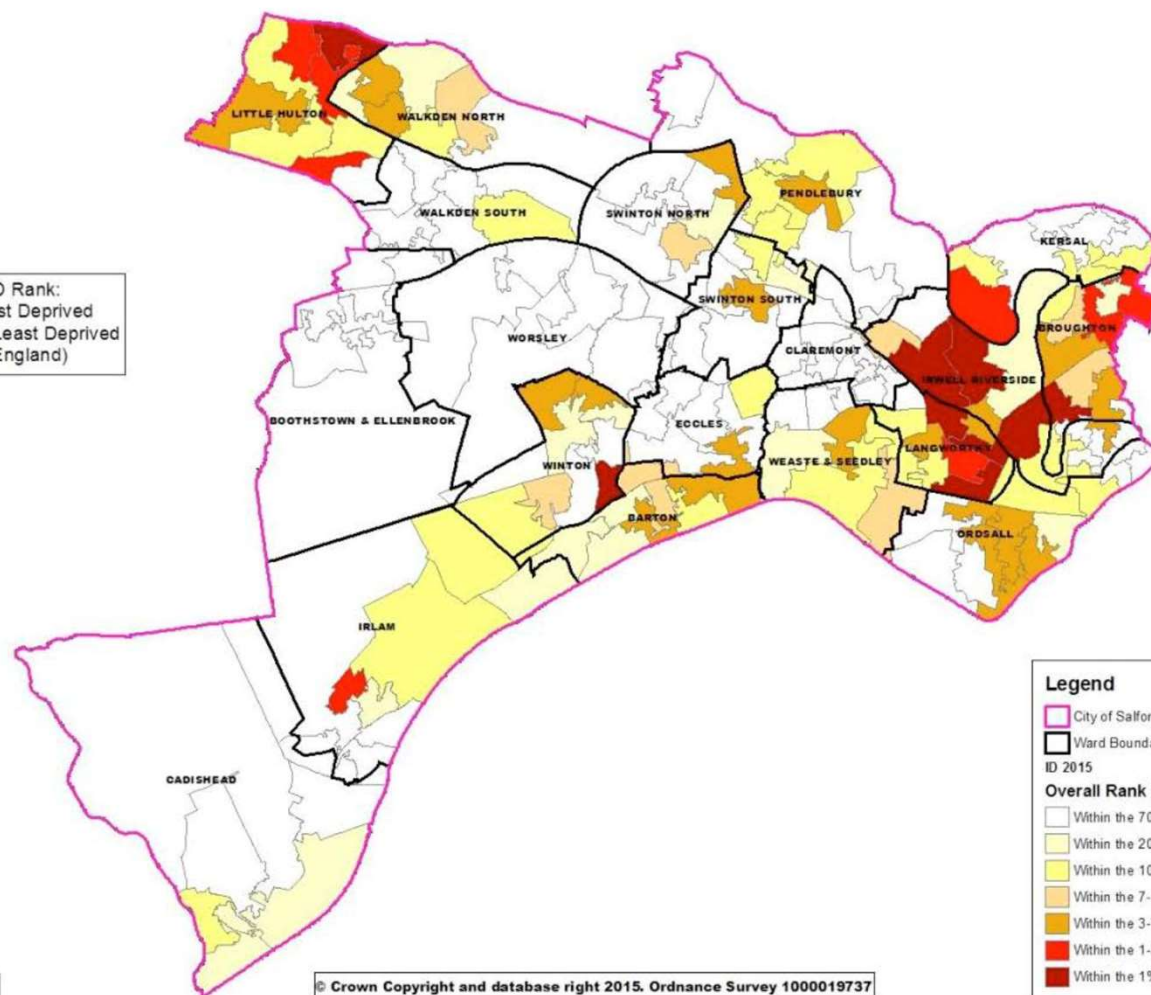 LITTLE HULTON
WALKDEN NORTH
PENDLEBURY
WALKDEN SOUTH
SWINTON NORTH
KERSAL
D Rank:
st Deprived
Least Deprived
England)
SWINTON SOUTH
BROUGHTON
WORSLEY
CLAREMONT
IRWELL RIVERSIDE
BOOTHSTOWN & ELLENBROOK
ECCLES
LANGWORTHY
WINTON
WEASTE & SEEDLEY
BARTON
ORDSALL
IRLAM
CADISHEAD
Legend
City of Salfor
Ward Bounda
ID 2015
Overall Rank
Within the 70
Within the 20
Within the 10
Within the 7-
Within the 3-
Within the 1-
Within the 1%
© Crown Copyright and database right 2015. Ordnance Survey 1000019737